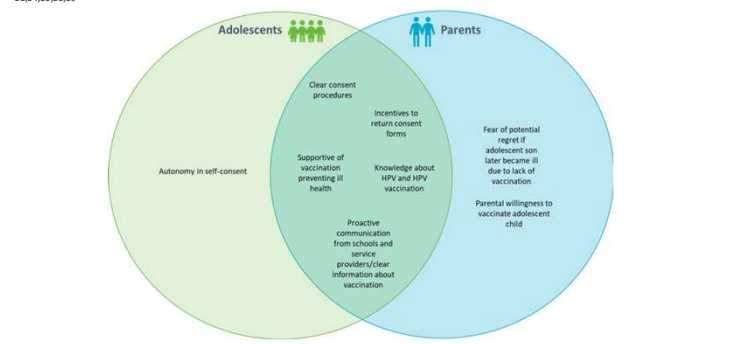 Adolescents
Parents
Clear consent
procedures
Incentives to
return consent
forms
Supportive of
vaccination
preventing ill
health
Knowledge about
HPV and HPV
vaccination
Proactive
communication
from schools and
service
providers/clear
information about
vaccination
Autonomy in self-consent
Fear of potential
regret if
adolescent son
later became ill
due to lack of
vaccination
Parental willingness to
vaccinate adolescent
child